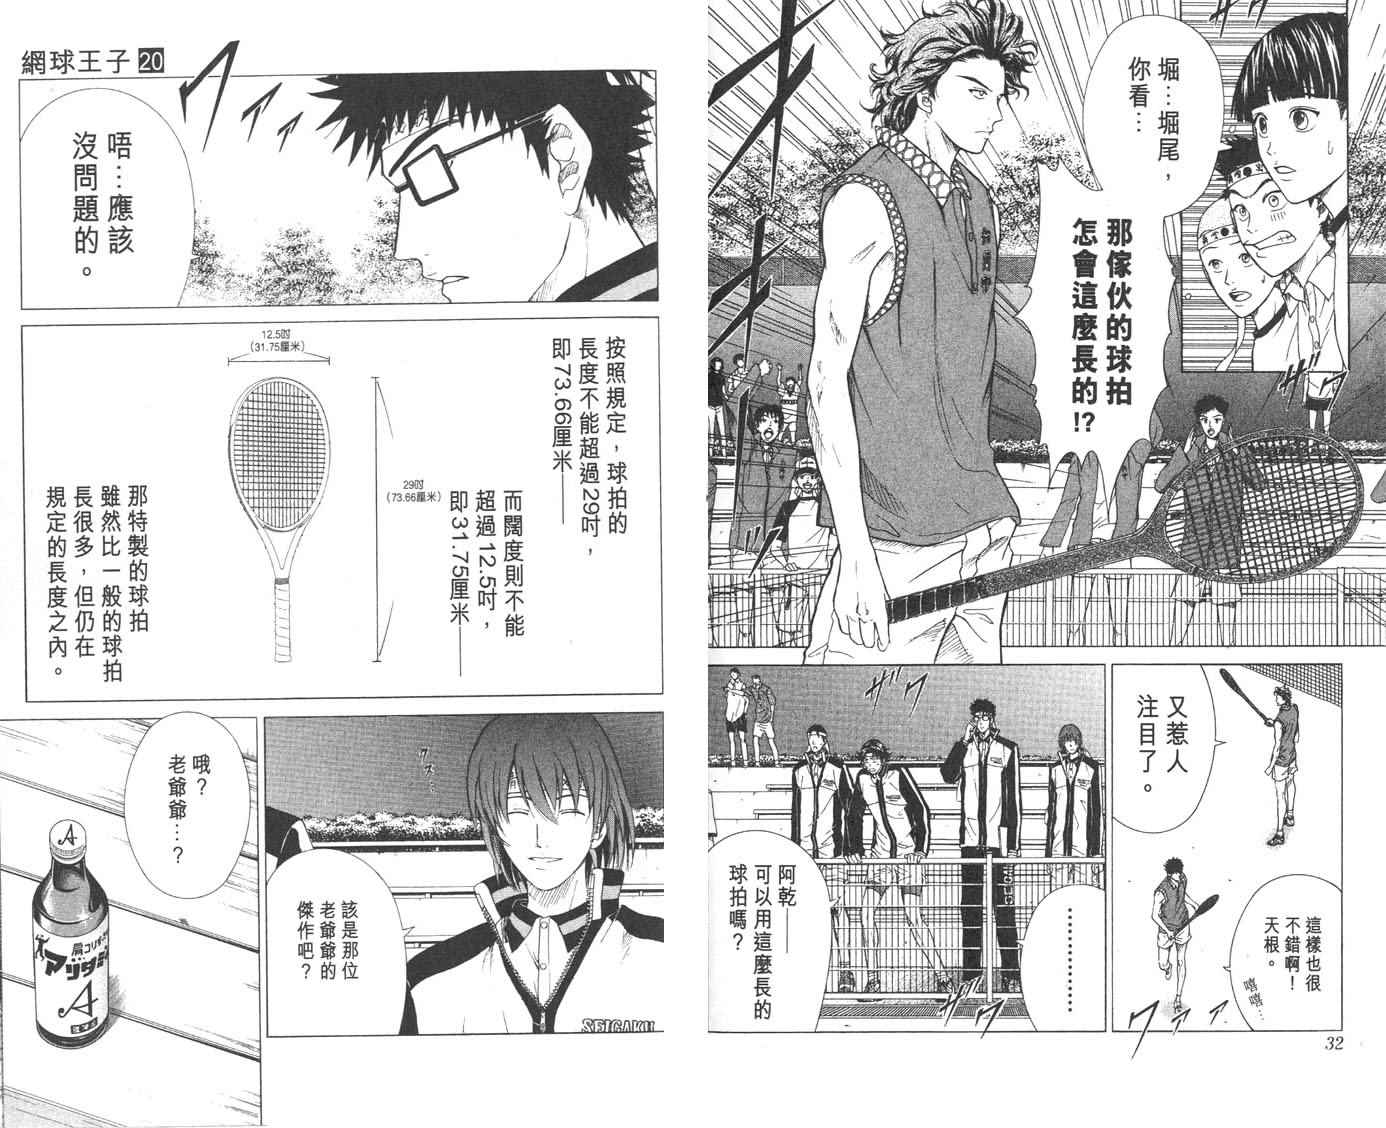 堀…堀尾，
你看…
那傢伙的球拍
怎會這麼長的!?
又惹人
注目了。
這樣也很
不錯啊！
天根。
嘻嘻…
…………
阿乾──
可以用這麼長的
球拍嗎？
32
網球王子 20
唔…應該
沒問題的。
按照規定，球拍的
長度不能超過29吋，
即73.66厘米──
而闊度則不能
超過12.5吋，
即31.75厘米──
12.5吋
（31.75厘米）
29吋
（73.66厘米）
那特製的球拍
雖然比一般的球拍
長很多，但仍在
規定的長度之內。
該是那位
老爺爺的
傑作吧？
SEIGAKU
哦？
老爺爺…？
A
アリダミン
A